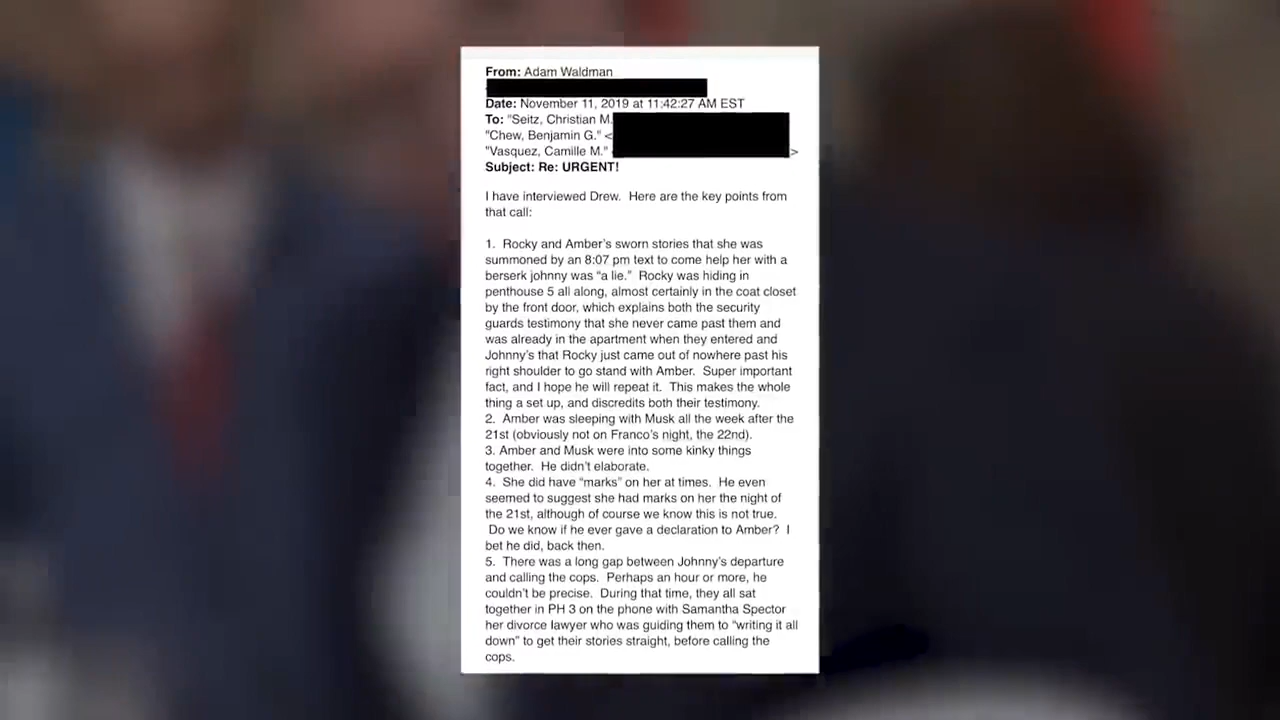 From: Adam Waldman
Date: November 11, 2019 at 11:42:27 AM EST
To: "Seitz, Christian M.
"Chew, Benjamin G." <
"Vasquez, Camille M."
>
Subject: Re: URGENT!
I have interviewed Drew.  Here are the key points from
that call:
1.  Rocky and Amber's sworn stories that she was
summoned by an 8:07 pm text to come help her with a
berserk johnny was “a lie.”  Rocky was hiding in
penthouse 5 all along, almost certainly in the coat closet
by the front door, which explains both the security
guards testimony that she never came past them and
was already in the apartment when they entered and
Johnny's that Rocky just came out of nowhere past his
right shoulder to go stand with Amber.  Super important
fact, and I hope he will repeat it.  This makes the whole
thing a set up, and discredits both their testimony.
2.  Amber was sleeping with Musk all the week after the
21st (obviously not on Franco's night, the 22nd).
3. Amber and Musk were into some kinky things
together.  He didn't elaborate.
4.  She did have “marks” on her at times.  He even
seemed to suggest she had marks on her the night of
the 21st, although of course we know this is not true.
Do we know if he ever gave a declaration to Amber?  I
bet he did, back then.
5.  There was a long gap between Johnny's departure
and calling the cops.  Perhaps an hour or more, he
couldn't be precise.  During that time, they all sat
together in PH 3 on the phone with Samantha Spector
her divorce lawyer who was guiding them to “writing it all
down” to get their stories straight, before calling the
cops.